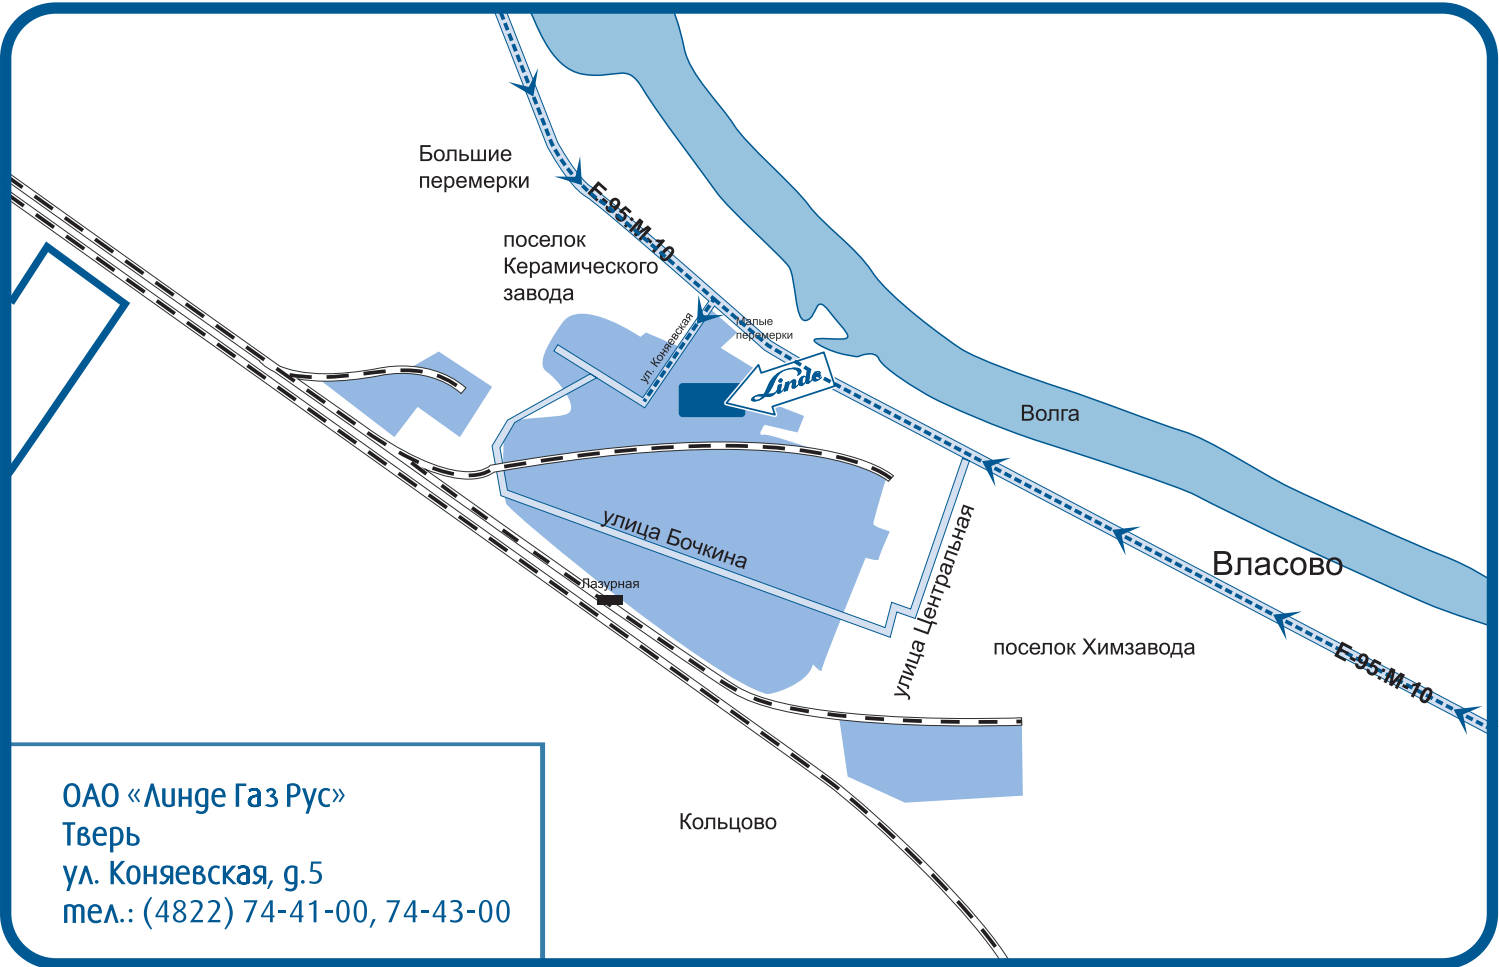 Большие
перемерки
E-95:M-10
поселок
Керамического
завода
Малые
перемерки
ул. Коняевская
Linde
Волга
улица Бочкина
улица Центральная
Власово
Лазурная
поселок Химзавода
E-95:M-10
Кольцово
ОАО «Линде Газ Рус»
Тверь
ул. Коняевская, д.5
тел.: (4822) 74-41-00, 74-43-00